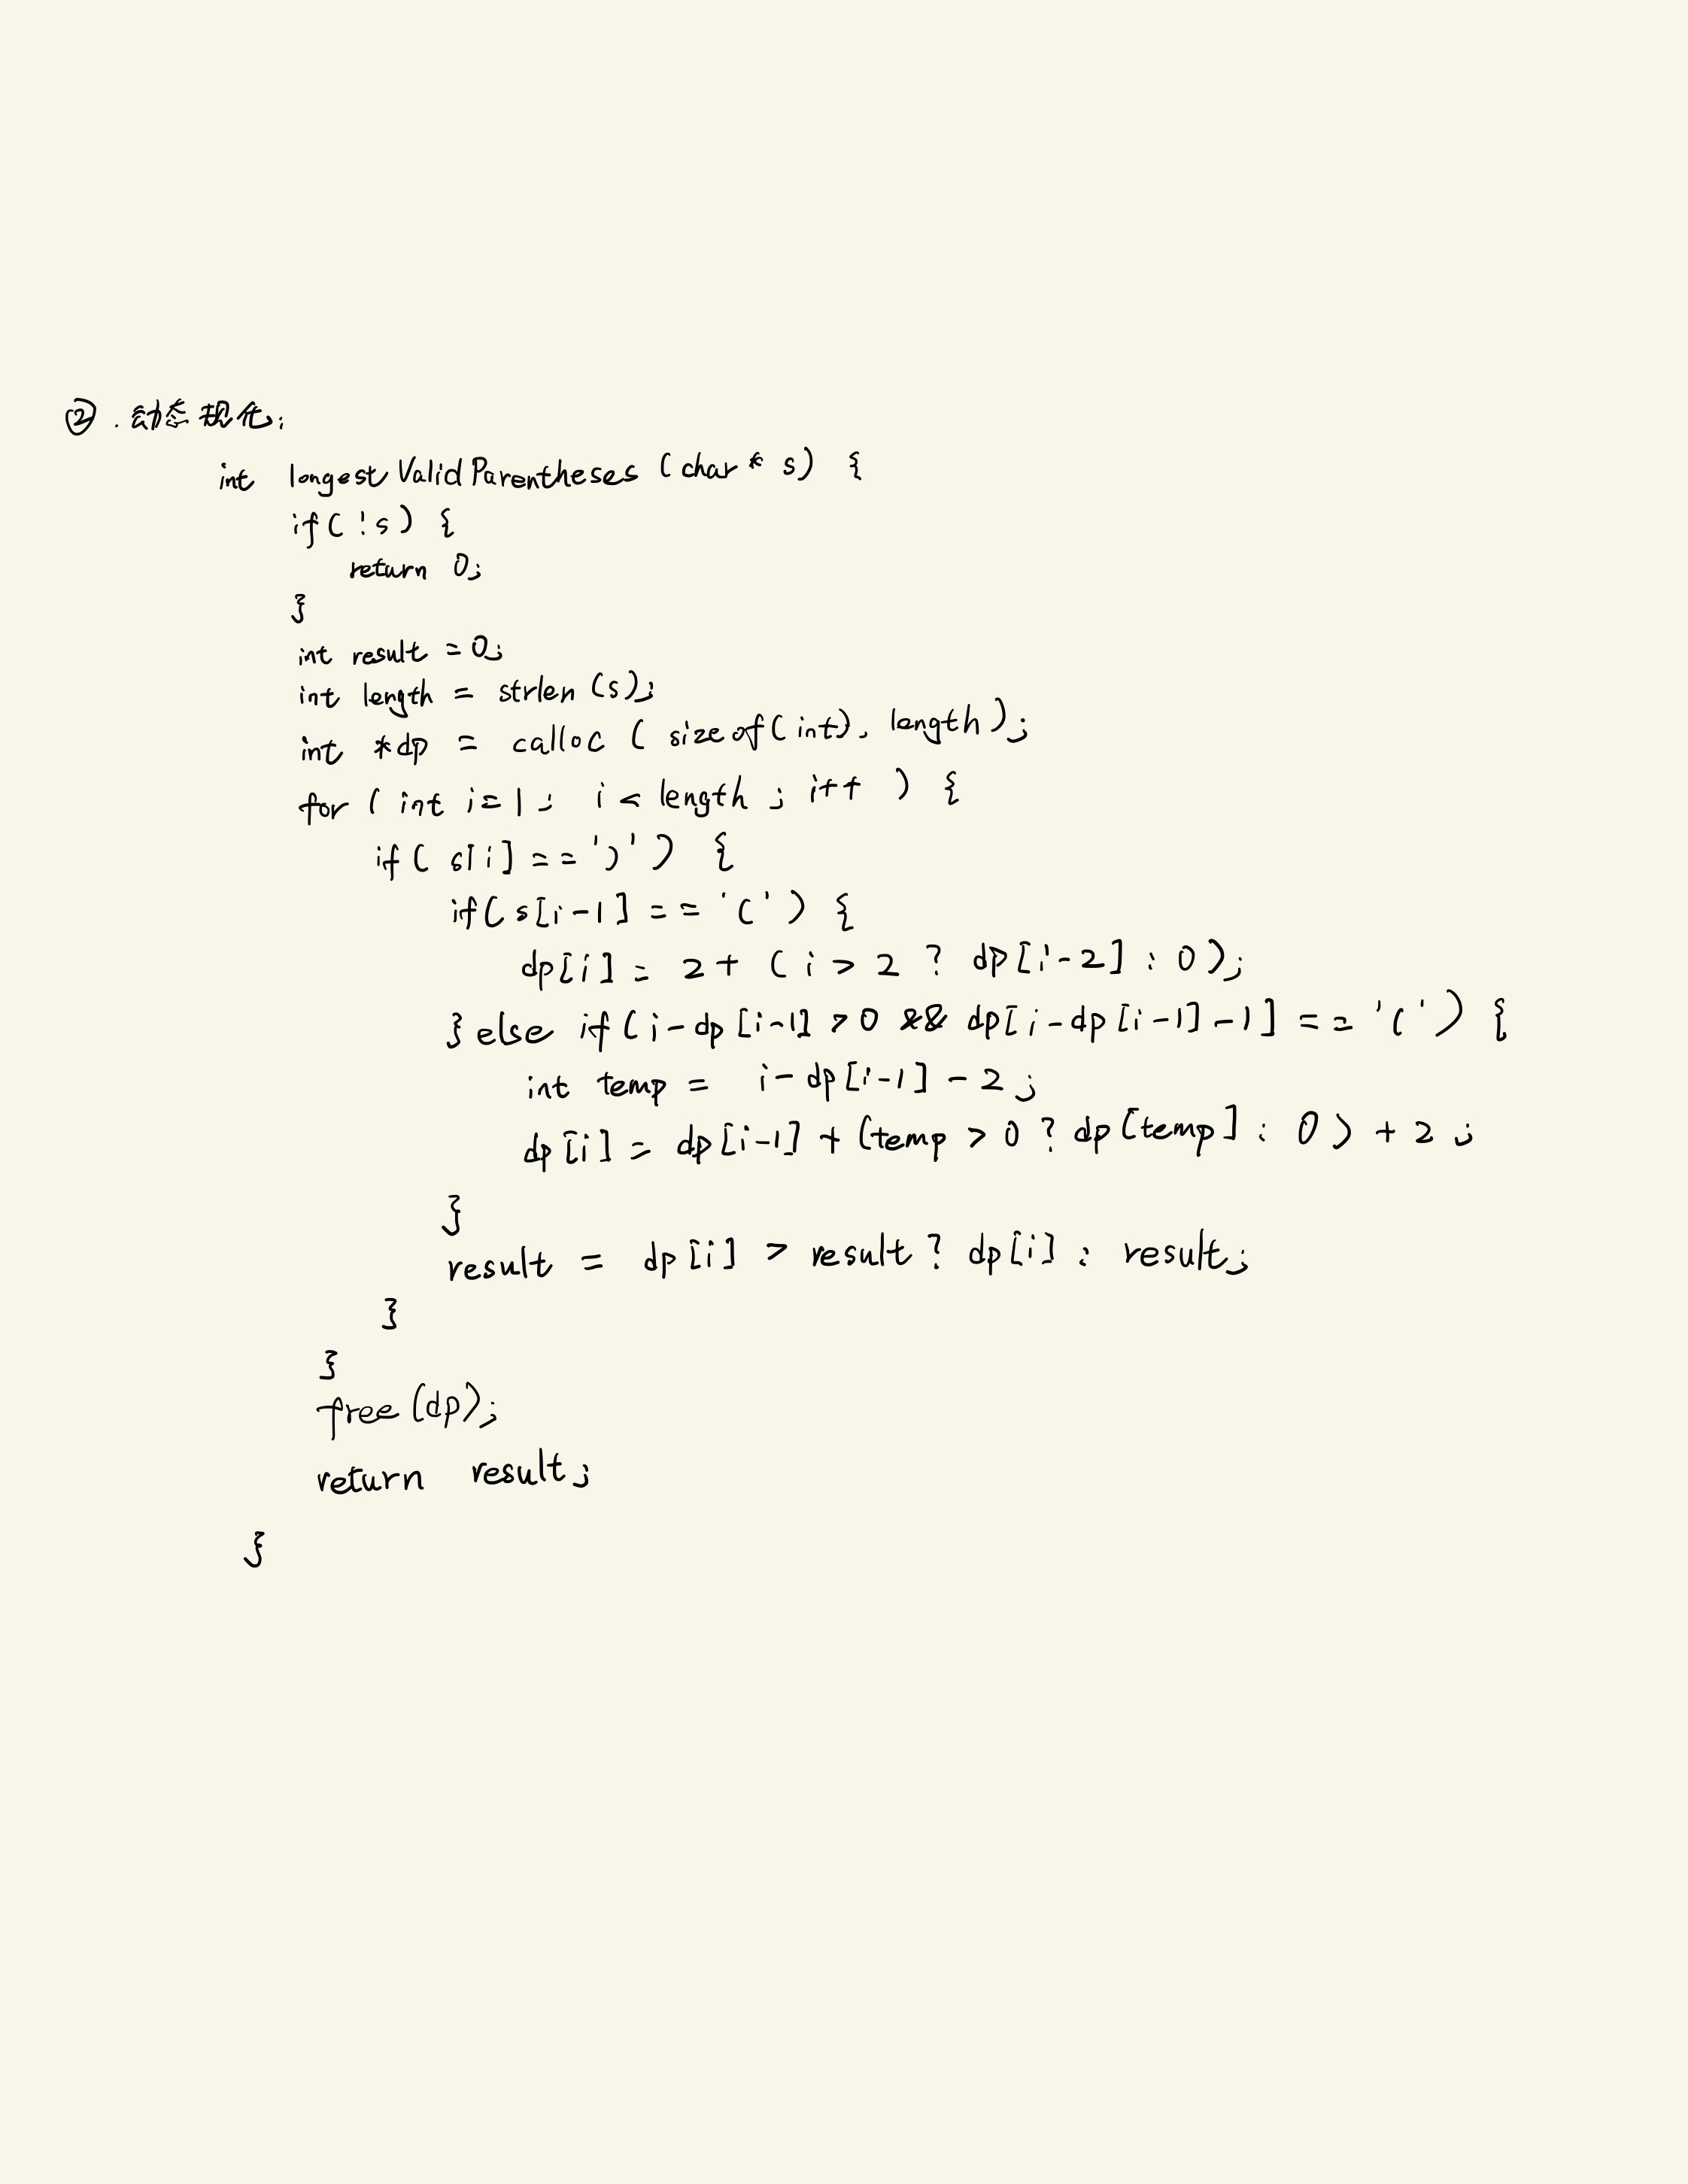 ② . 动态规化:
int longestValidParentheses (char* s) {
if( !s) {
return 0;
}
int result = 0;
int length = strlen (s);
int *dp = calloc ( sizeof(int), length );
for ( int i=1 ; i < length ; i++ ) {
if( s[i] == ')' ) {
if( s[i-1] == '(' ) {
dp[i] = 2 + ( i > 2 ? dp[i-2] : 0 );
} else if ( i - dp[i-1] > 0 && dp[i - dp[i-1] - 1] == '(' ) {
int temp = i - dp[i-1] - 2 ;
dp[i] = dp[i-1] + (temp > 0 ? dp[temp] : 0 ) + 2 ;
}
result = dp[i] > result ? dp[i] : result;
}
}
free (dp);
return result;
}